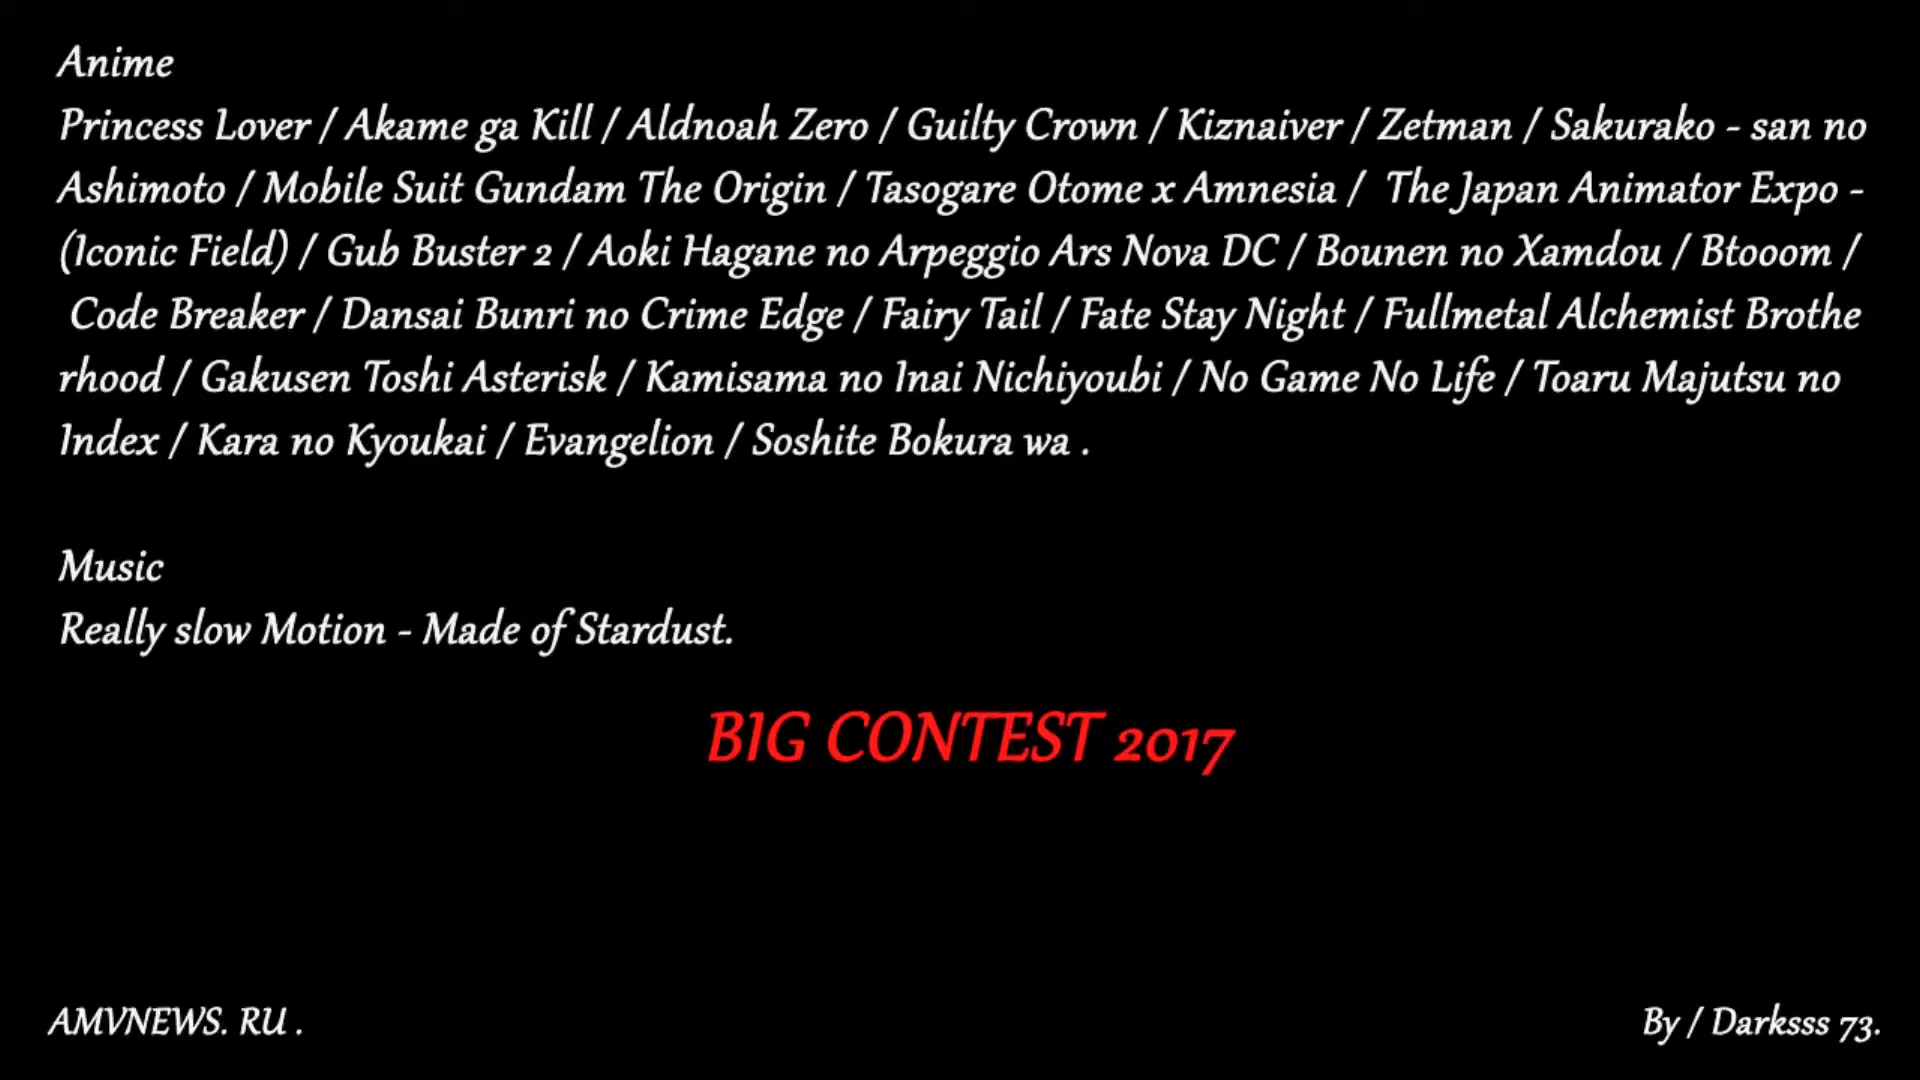 Anime
Princess Lover / Akame ga Kill / Aldnoah Zero / Guilty Crown / Kiznaiver / Zetman / Sakurako - san no
Ashimoto / Mobile Suit Gundam The Origin / Tasogare Otome x Amnesia / The Japan Animator Expo -
(Iconic Field) / Gub Buster 2 / Aoki Hagane no Arpeggio Ars Nova DC / Bounen no Xamdou / Btooom /
Code Breaker / Dansai Bunri no Crime Edge / Fairy Tail / Fate Stay Night / Fullmetal Alchemist Brothe
rhood / Gakusen Toshi Asterisk / Kamisama no Inai Nichiyoubi / No Game No Life / Toaru Majutsu no
Index / Kara no Kyoukai / Evangelion / Soshite Bokura wa .
Music
Really slow Motion - Made of Stardust.
BIG CONTEST 2017
AMVNEWS. RU .
By / Darksss 73.